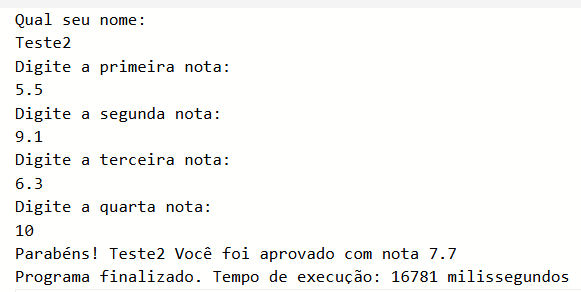 Qual seu nome:
Teste2
Digite a primeira nota:
5.5
Digite a segunda nota:
9.1
Digite a terceira nota:
6.3
Digite a quarta nota:
10
Parabéns! Teste2 Você foi aprovado com nota 7.7
Programa finalizado. Tempo de execução: 16781 milissegundos